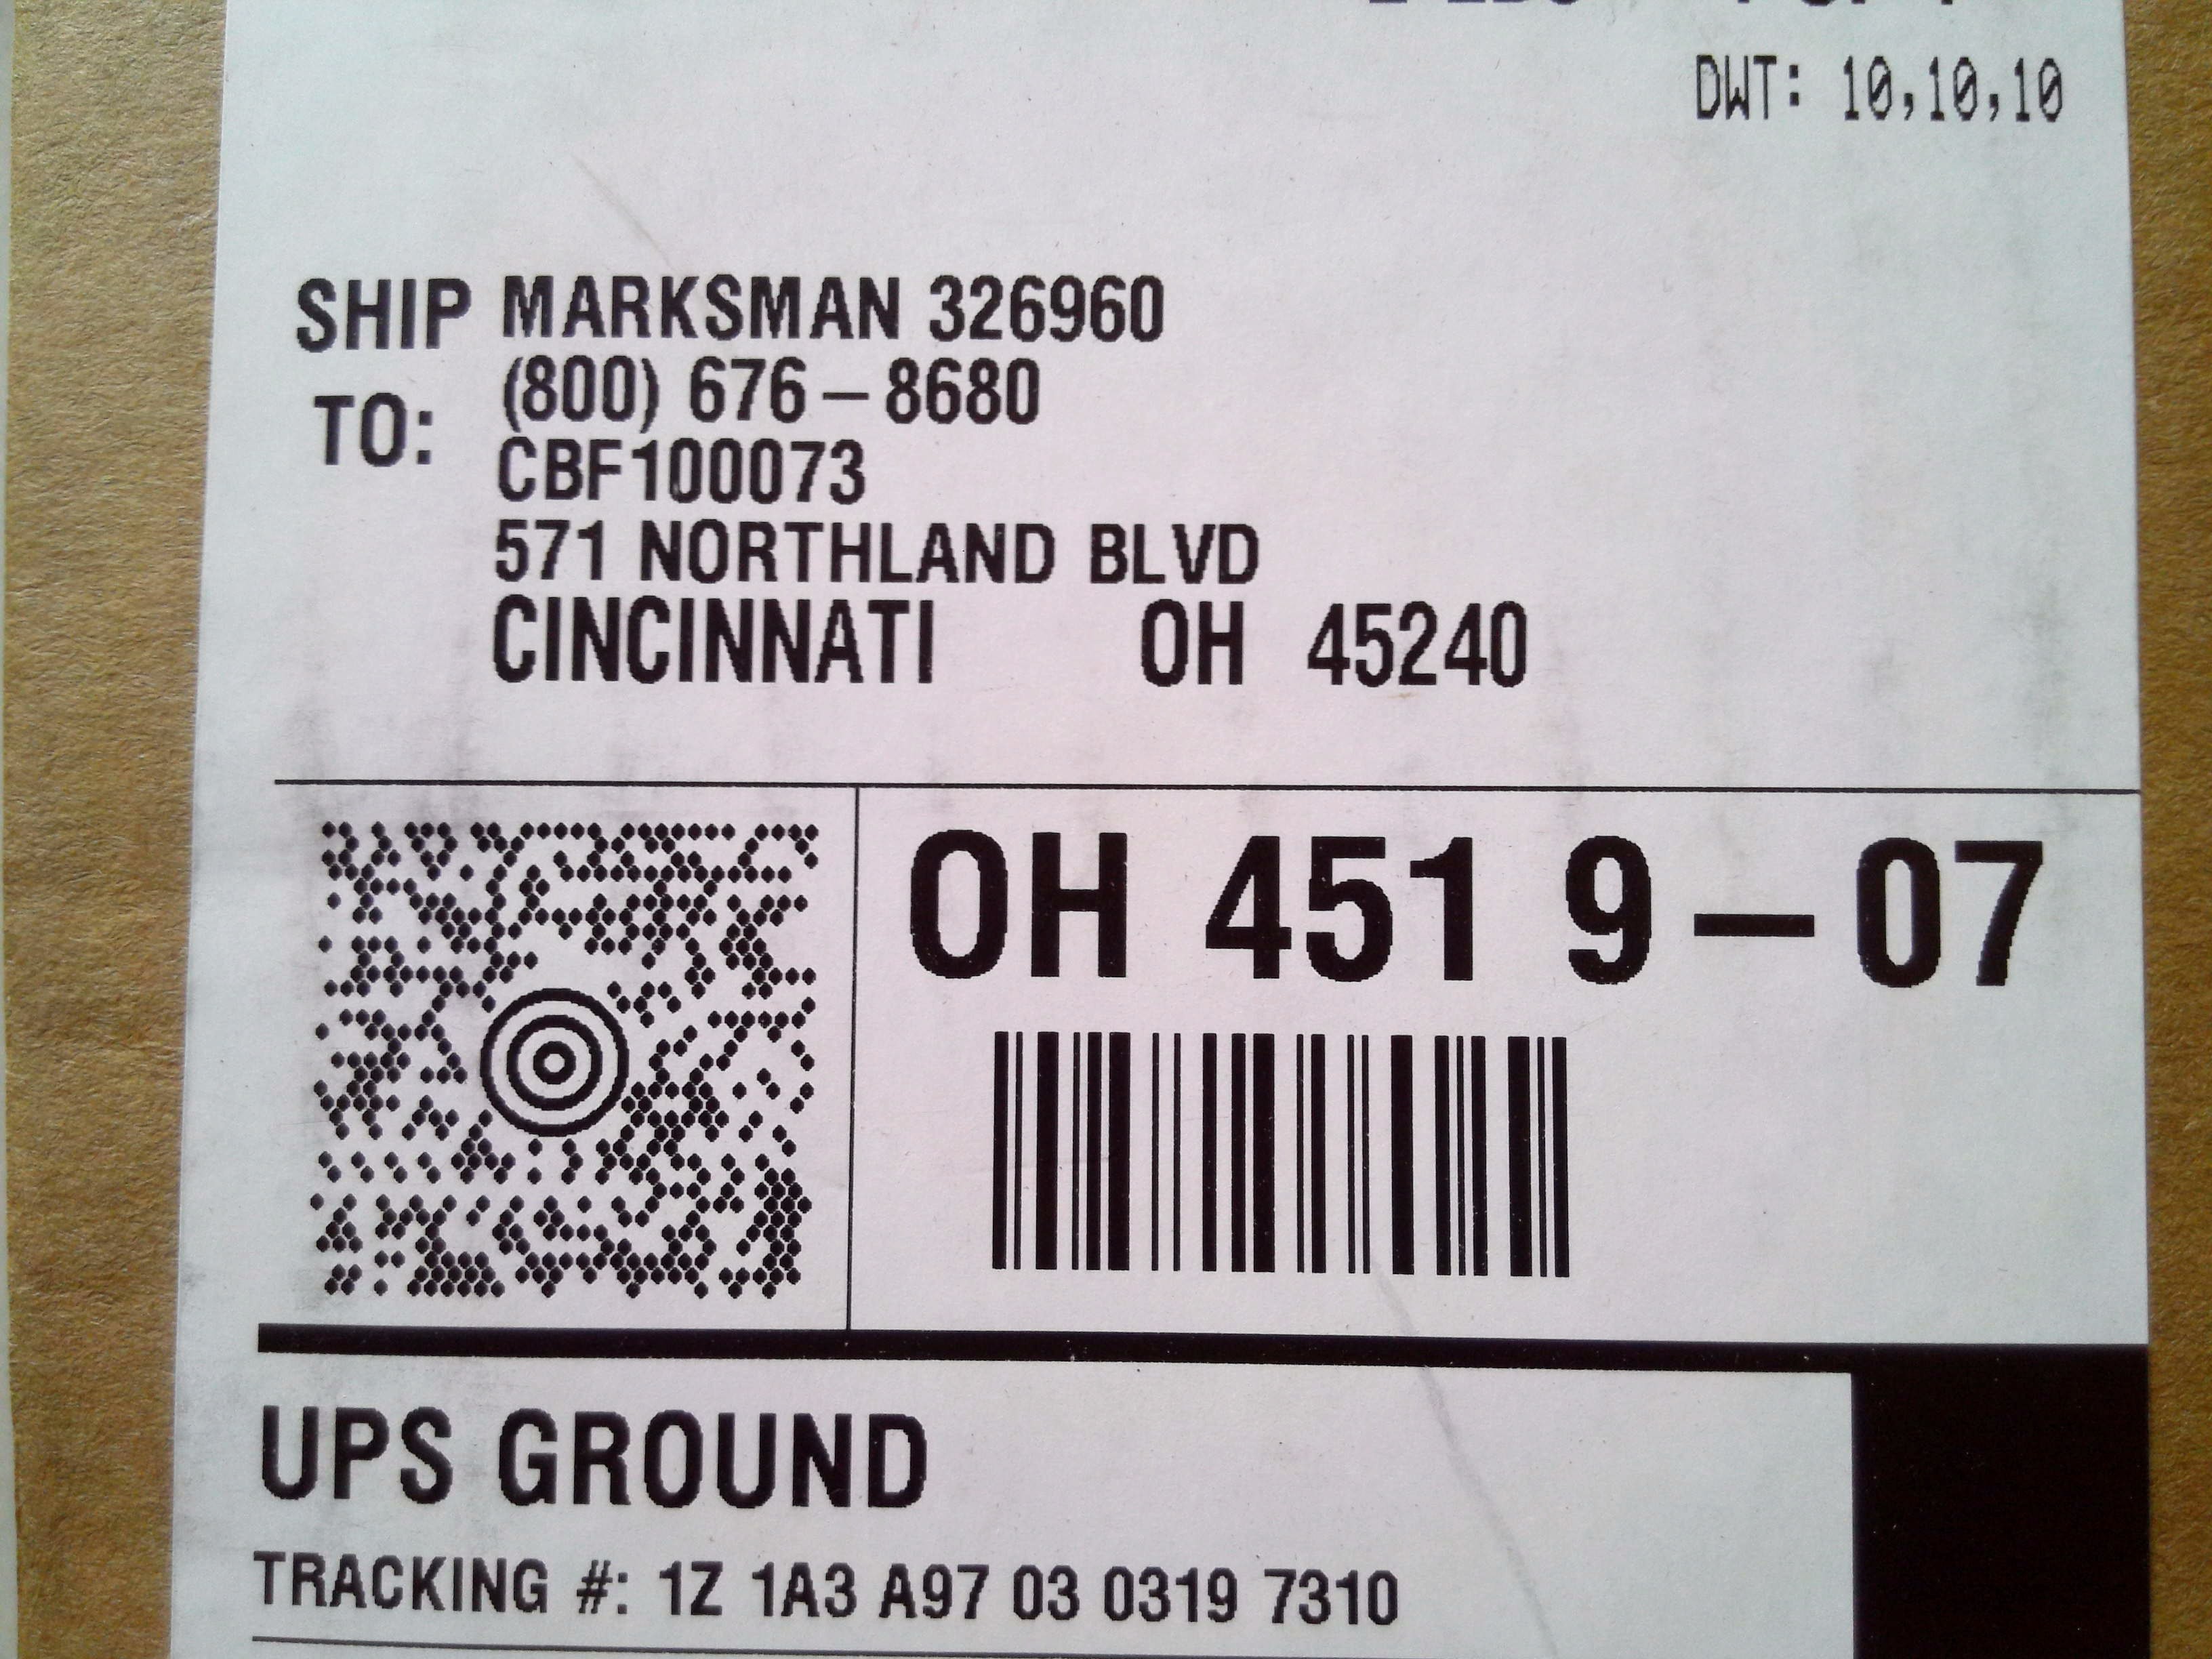 DWT: 10,10,10
SHIP TO:
MARKSMAN 326960
(800) 676-8680
CBF100073
571 NORTHLAND BLVD
CINCINNATI OH 45240
OH 451 9-07
UPS GROUND
TRACKING #: 1Z 1A3 A97 03 0319 7310